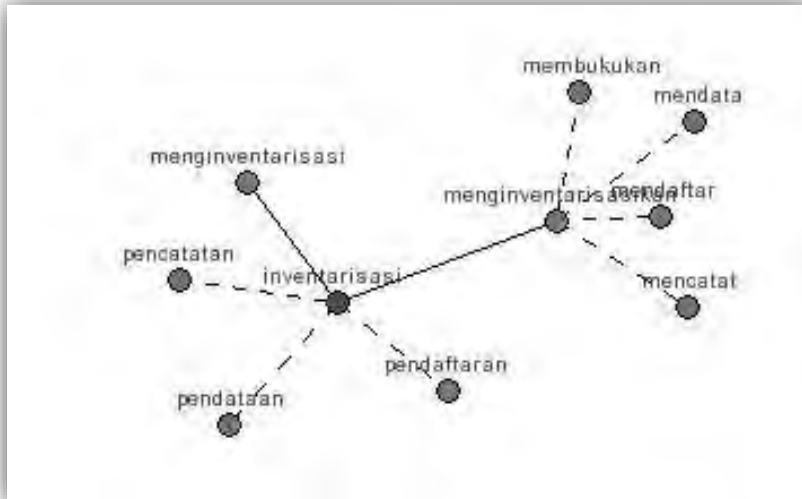 membukukan
mendata
menginventarisasi
menginventarisasikan
mendaftar
pencatatan
inventarisasi
mencatat
pendaftaran
pendataan